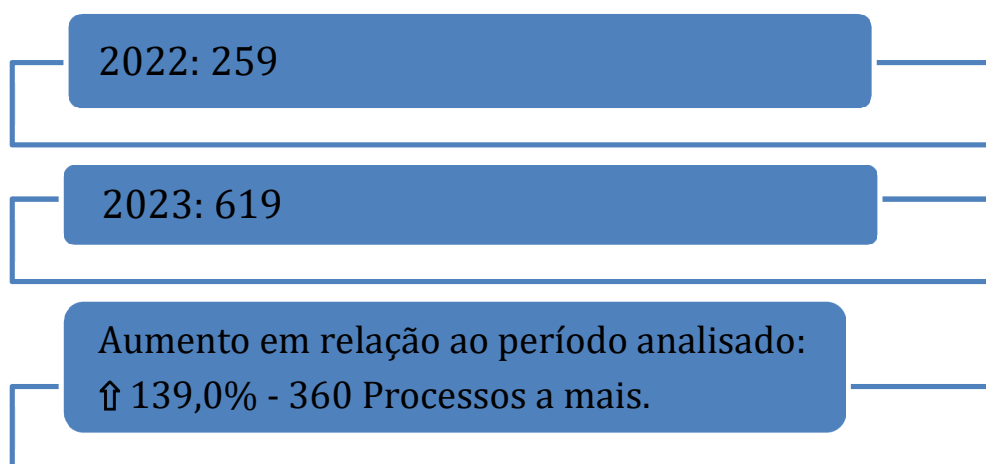 2022: 259
2023: 619
Aumento em relação ao período analisado:
⇧ 139,0% - 360 Processos a mais.